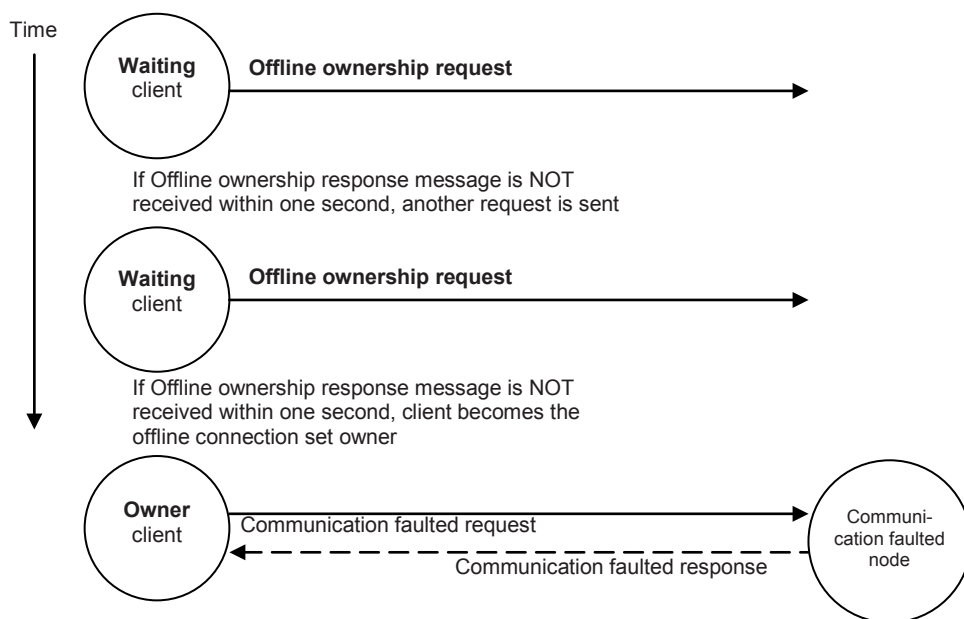 Time
Waiting
client
Offline ownership request
If Offline ownership response message is NOT
received within one second, another request is sent
Waiting
client
Offline ownership request
If Offline ownership response message is NOT
received within one second, client becomes the
offline connection set owner
Owner
client
Communication faulted request
Communication faulted response
Communi-
cation faulted
node